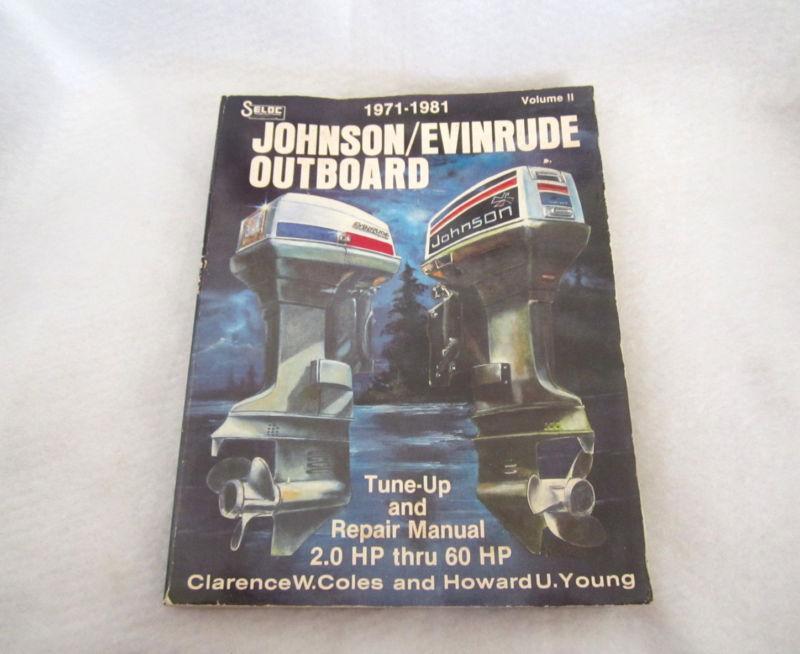 SELOC
1971-1981
Volume II
JOHNSON/EVINRUDE
OUTBOARD
EVINRUDE
Johnson
Tune-Up
and
Repair Manual
2.0 HP thru 60 HP
Clarence W. Coles and Howard U. Young